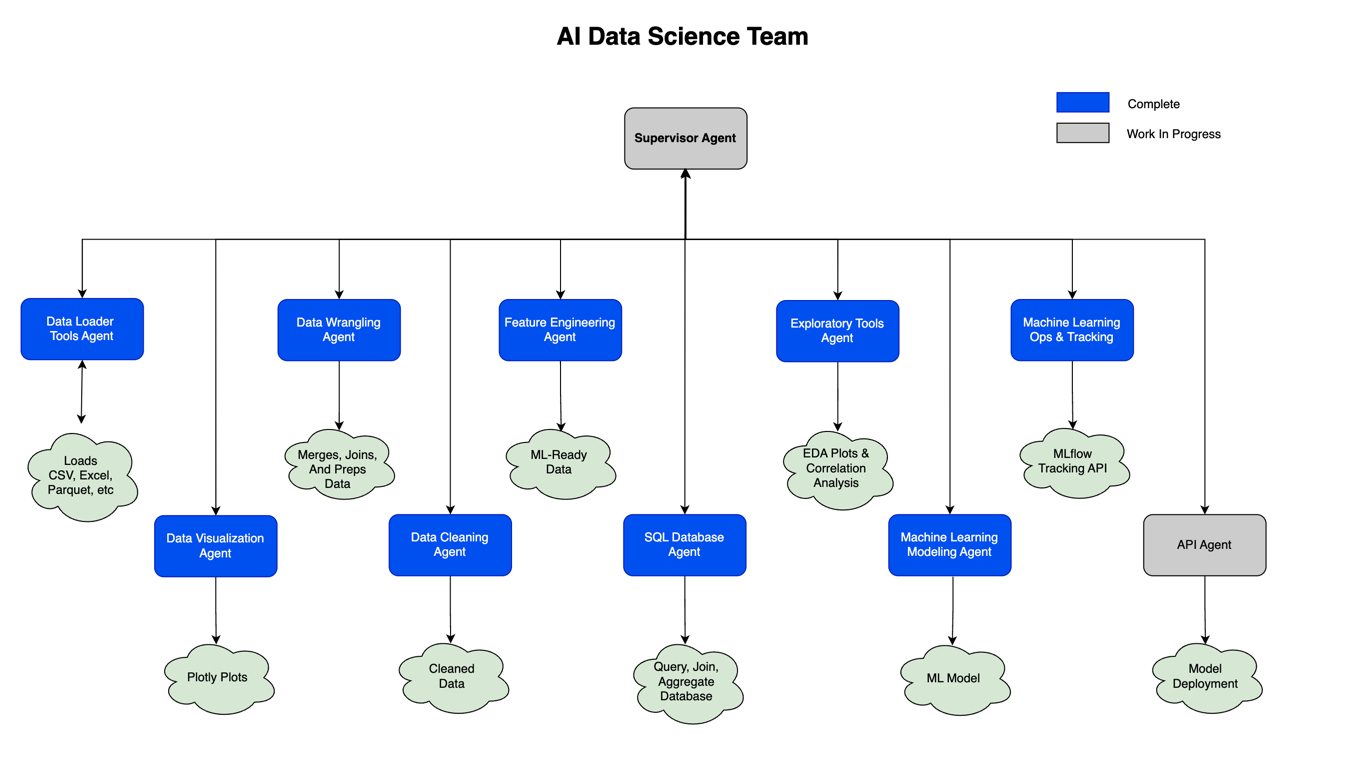 AI Data Science Team
Complete
Work In Progress
Supervisor Agent
Data Loader
Tools Agent
Data Wrangling
Agent
Feature Engineering
Agent
Exploratory Tools
Agent
Machine Learning
Ops & Tracking
Loads
CSV, Excel,
Parquet, etc
Merges, Joins,
And Preps
Data
ML-Ready
Data
EDA Plots &
Correlation
Analysis
MLflow
Tracking API
Data Visualization
Agent
Data Cleaning
Agent
SQL Database
Agent
Machine Learning
Modeling Agent
API Agent
Plotly Plots
Cleaned
Data
Query, Join,
Aggregate
Database
ML Model
Model
Deployment